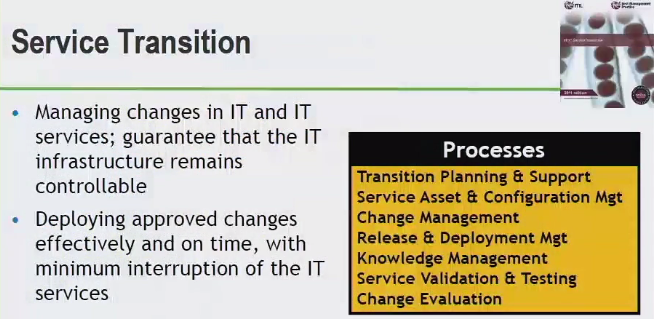 Service Transition
ITIL
• Managing changes in IT and IT
services; guarantee that the IT
infrastructure remains
controllable
• Deploying approved changes
effectively and on time, with
minimum interruption of the IT
services
Processes
Transition Planning & Support
Service Asset & Configuration Mgt
Change Management
Release & Deployment Mgt
Knowledge Management
Service Validation & Testing
Change Evaluation